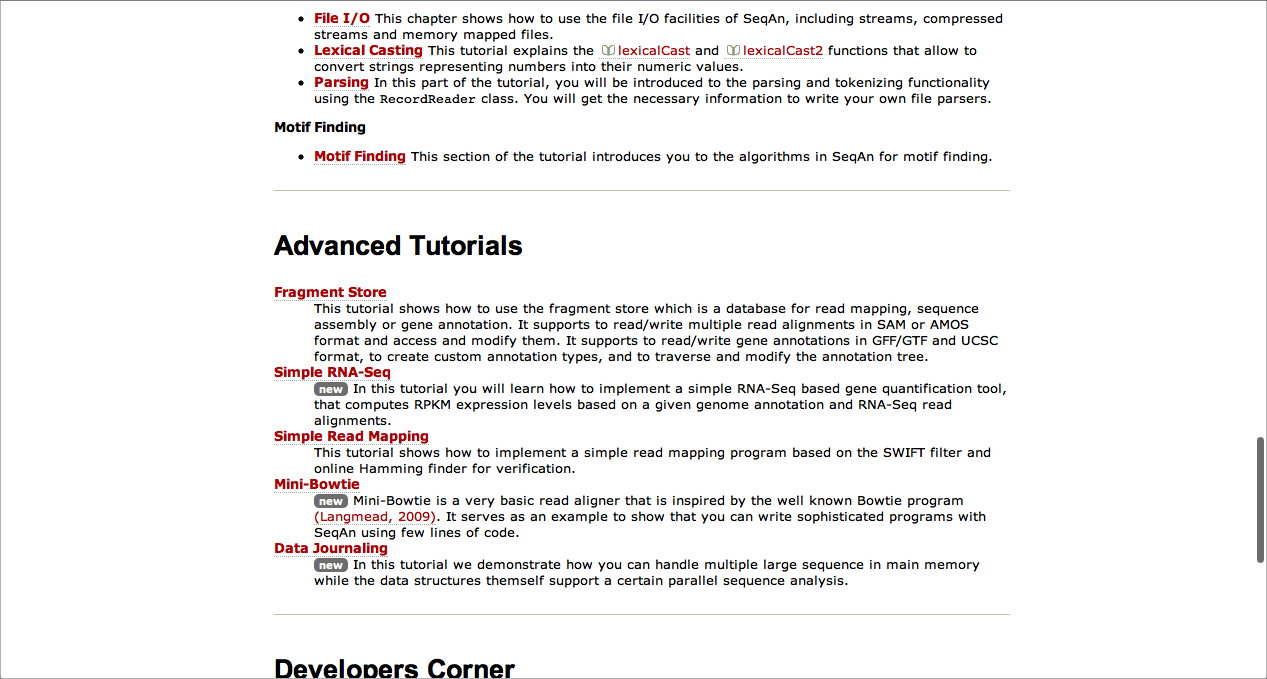 File I/O This chapter shows how to use the file I/O facilities of SeqAn, including streams, compressed
streams and memory mapped files.
Lexical Casting This tutorial explains the lexicalCast and lexicalCast2 functions that allow to
convert strings representing numbers into their numeric values.
Parsing In this part of the tutorial, you will be introduced to the parsing and tokenizing functionality
using the RecordReader class. You will get the necessary information to write your own file parsers.
Motif Finding
Motif Finding This section of the tutorial introduces you to the algorithms in SeqAn for motif finding.
Advanced Tutorials
Fragment Store
This tutorial shows how to use the fragment store which is a database for read mapping, sequence
assembly or gene annotation. It supports to read/write multiple read alignments in SAM or AMOS
format and access and modify them. It supports to read/write gene annotations in GFF/GTF and UCSC
format, to create custom annotation types, and to traverse and modify the annotation tree.
Simple RNA-Seq
new In this tutorial you will learn how to implement a simple RNA-Seq based gene quantification tool,
that computes RPKM expression levels based on a given genome annotation and RNA-Seq read
alignments.
Simple Read Mapping
This tutorial shows how to implement a simple read mapping program based on the SWIFT filter and
online Hamming finder for verification.
Mini-Bowtie
new Mini-Bowtie is a very basic read aligner that is inspired by the well known Bowtie program
(Langmead, 2009). It serves as an example to show that you can write sophisticated programs with
SeqAn using few lines of code.
Data Journaling
new In this tutorial we demonstrate how you can handle multiple large sequence in main memory
while the data structures themself support a certain parallel sequence analysis.
Developers Corner